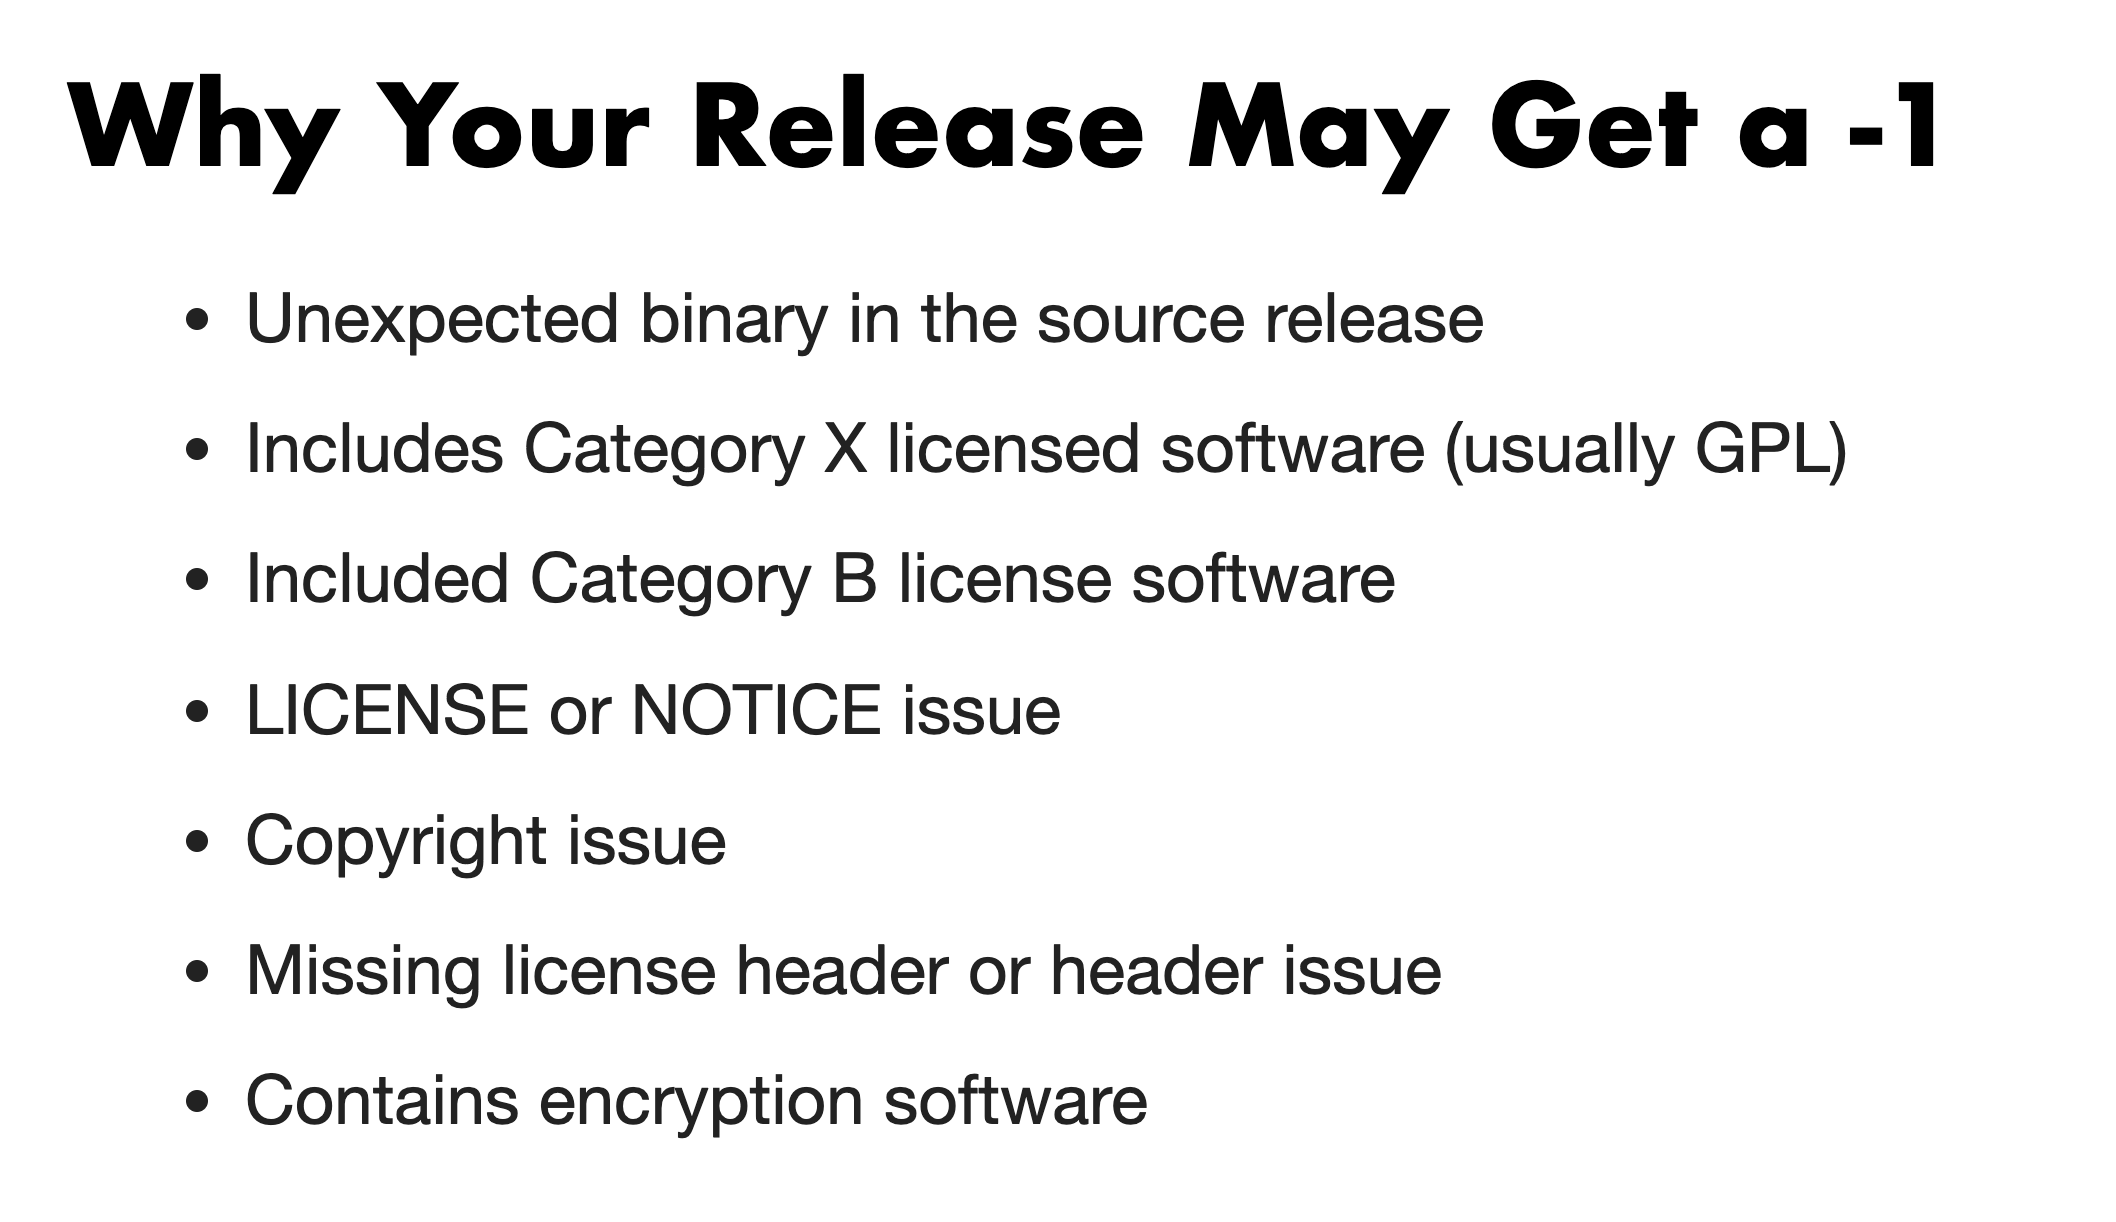 Why Your Release May Get a -1
• Unexpected binary in the source release
• Includes Category X licensed software (usually GPL)
• Included Category B license software
• LICENSE or NOTICE issue
• Copyright issue
• Missing license header or header issue
• Contains encryption software